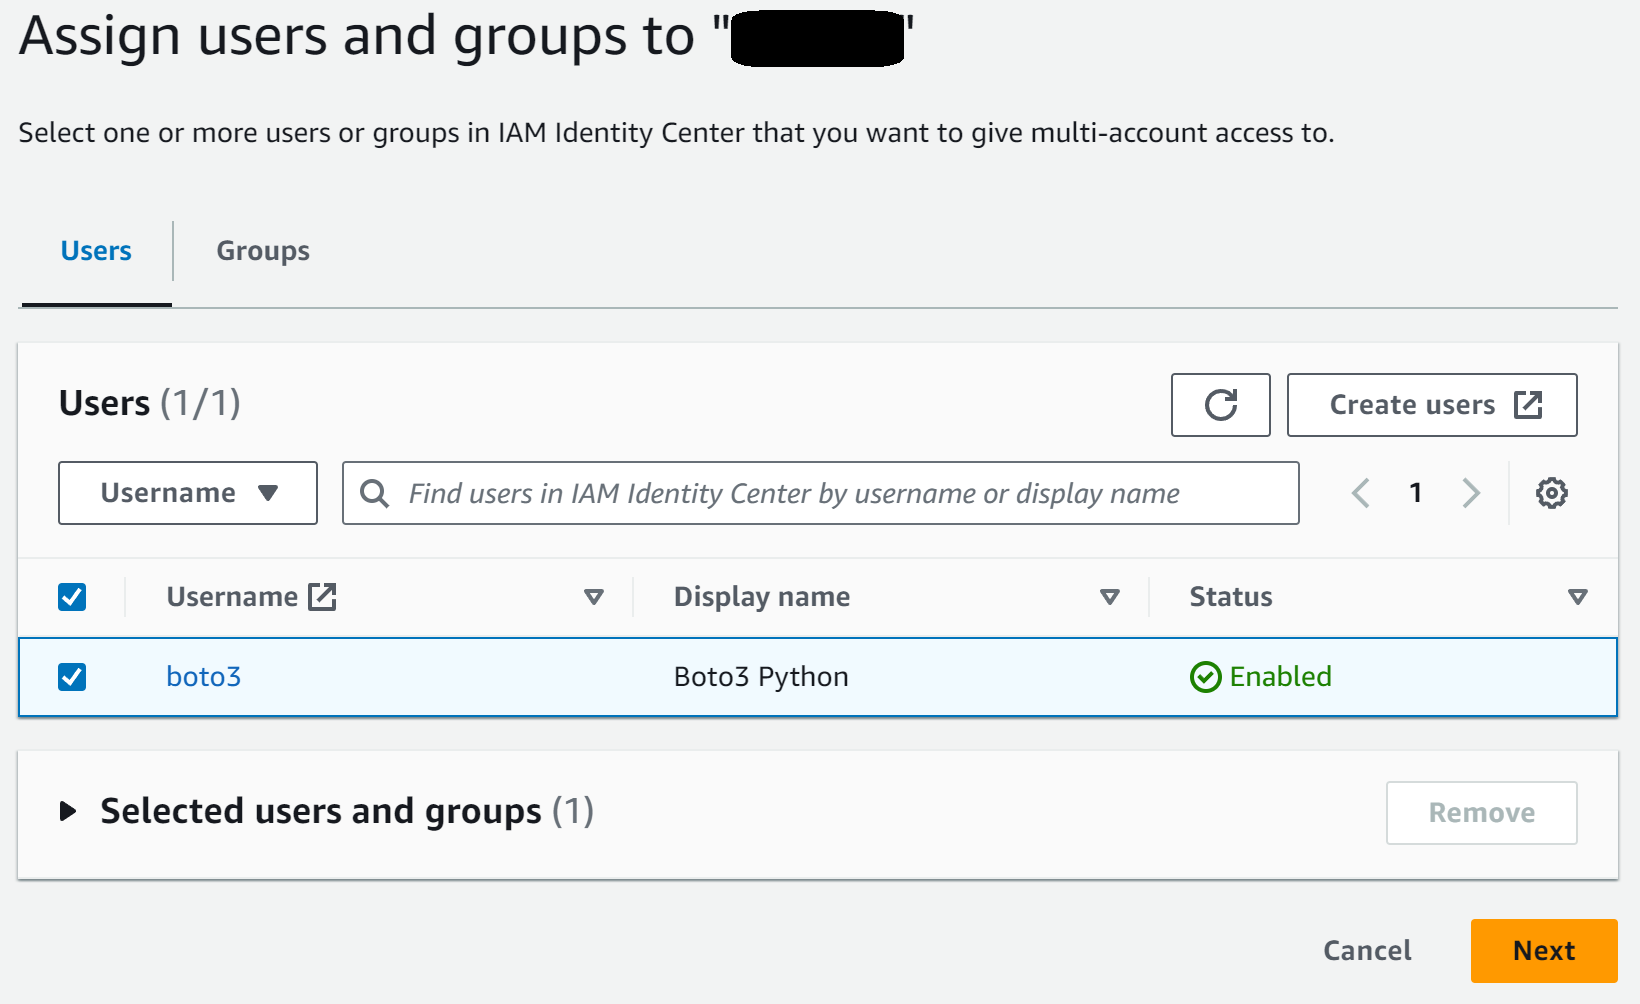 Assign users and groups to " "
Select one or more users or groups in IAM Identity Center that you want to give multi-account access to.
Users
Groups
Users (1/1)
Create users
Username
Find users in IAM Identity Center by username or display name
1
Username
Display name
Status
boto3
Boto3 Python
Enabled
Selected users and groups (1)
Remove
Cancel
Next